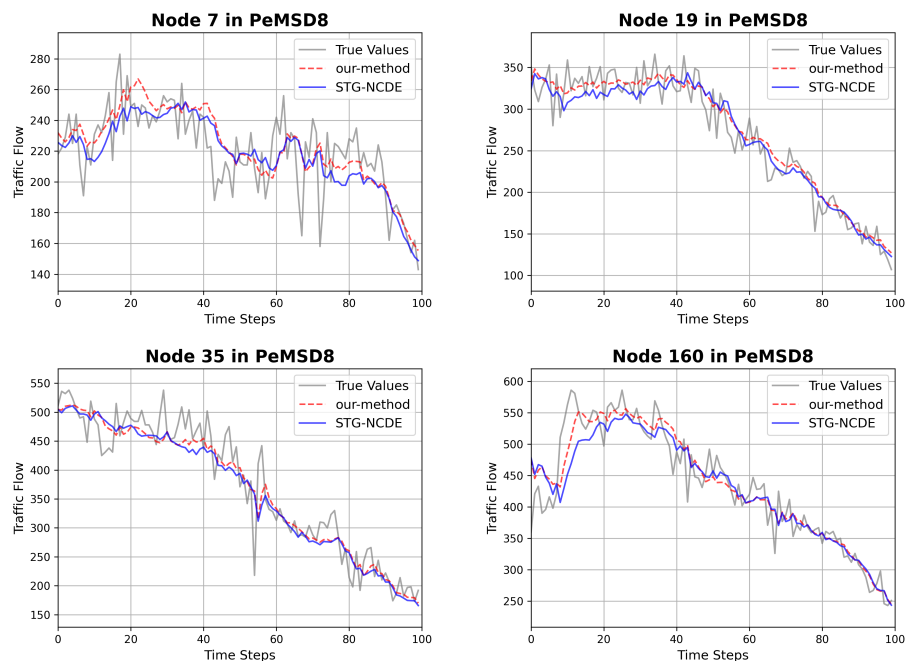 Node 7 in PeMSD8
True Values
our-method
STG-NCDE
Traffic Flow
280
260
240
220
200
180
160
140
0 20 40 60 80 100
Time Steps
Node 19 in PeMSD8
True Values
our-method
STG-NCDE
Traffic Flow
350
300
250
200
150
100
0 20 40 60 80 100
Time Steps
Node 35 in PeMSD8
True Values
our-method
STG-NCDE
Traffic Flow
550
500
450
400
350
300
250
200
150
0 20 40 60 80 100
Time Steps
Node 160 in PeMSD8
True Values
our-method
STG-NCDE
Traffic Flow
600
550
500
450
400
350
300
250
0 20 40 60 80 100
Time Steps